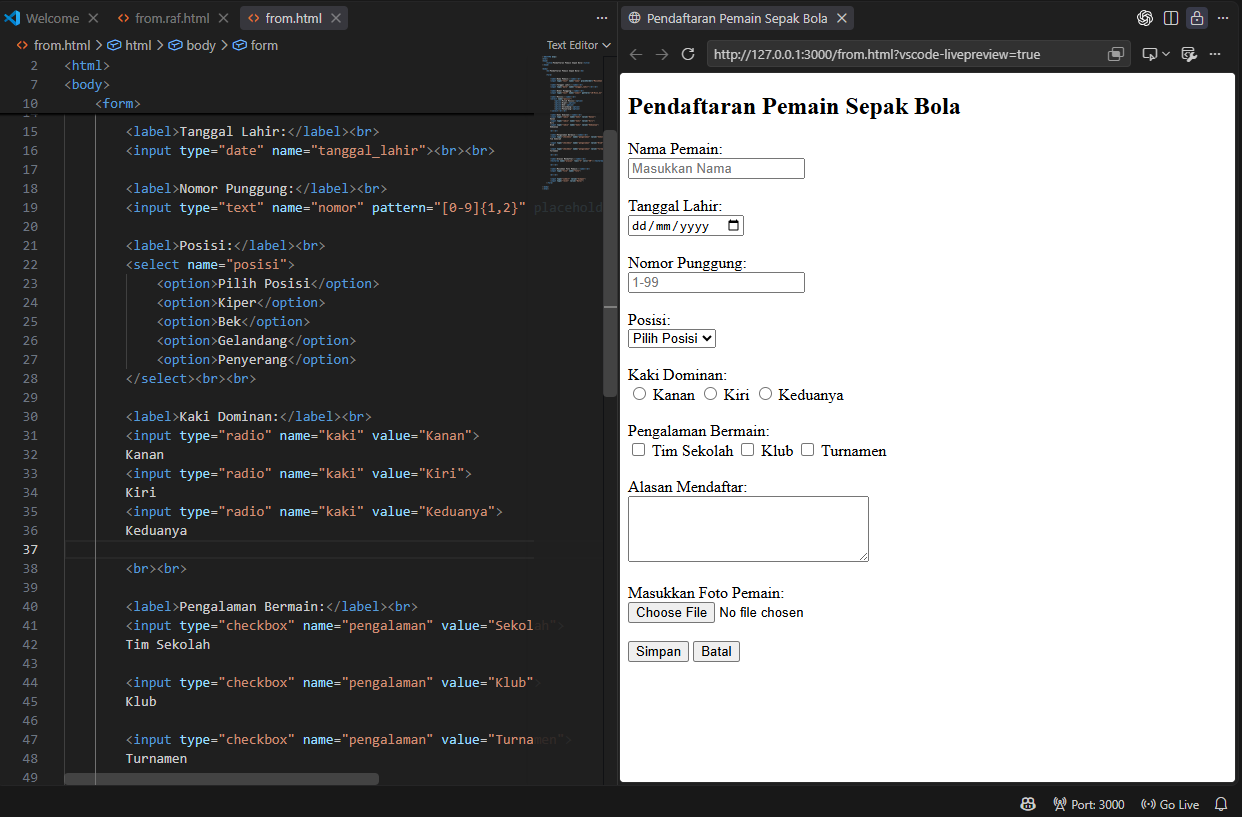 Welcome
from.raf.html
from.html
Pendaftaran Pemain Sepak Bola
from.html > html > body > form
Text Editor
http://127.0.0.1:3000/from.html?vscode-livepreview=true
2 <html>
7 <body>
10 <form>
15 <label>Tanggal Lahir:</label><br>
16 <input type="date" name="tanggal_lahir"><br><br>
17
18 <label>Nomor Punggung:</label><br>
19 <input type="text" name="nomor" pattern="[0-9]{1,2}" placehold
20
21 <label>Posisi:</label><br>
22 <select name="posisi">
23 <option>Pilih Posisi</option>
24 <option>Kiper</option>
25 <option>Bek</option>
26 <option>Gelandang</option>
27 <option>Penyerang</option>
28 </select><br><br>
29
30 <label>Kaki Dominan:</label><br>
31 <input type="radio" name="kaki" value="Kanan">
32 Kanan
33 <input type="radio" name="kaki" value="Kiri">
34 Kiri
35 <input type="radio" name="kaki" value="Keduanya">
36 Keduanya
37
38 <br><br>
39
40 <label>Pengalaman Bermain:</label><br>
41 <input type="checkbox" name="pengalaman" value="Sekolah">
42 Tim Sekolah
43
44 <input type="checkbox" name="pengalaman" value="Klub">
45 Klub
46
47 <input type="checkbox" name="pengalaman" value="Turnamen">
48 Turnamen
49
Pendaftaran Pemain Sepak Bola
Nama Pemain:
Masukkan Nama
Tanggal Lahir:
dd/mm/yyyy
Nomor Punggung:
1-99
Posisi:
Pilih Posisi
Kaki Dominan:
Kanan Kiri Keduanya
Pengalaman Bermain:
Tim Sekolah Klub Turnamen
Alasan Mendaftar:
Masukkan Foto Pemain:
Choose File No file chosen
Simpan Batal
Port: 3000 Go Live